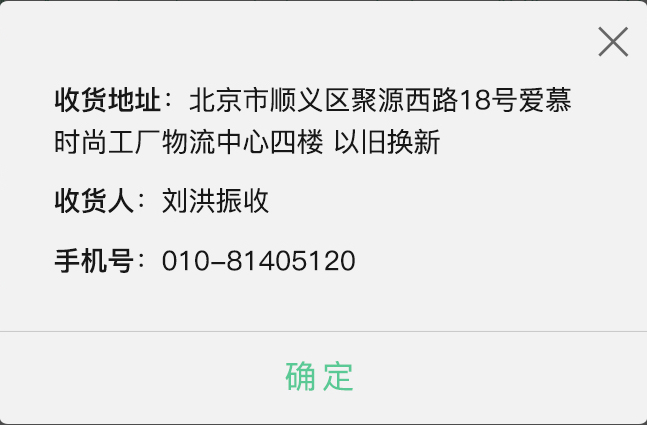 收货地址：北京市顺义区聚源西路18号爱慕
时尚工厂物流中心四楼 以旧换新
收货人：刘洪振收
手机号：010-81405120
确定